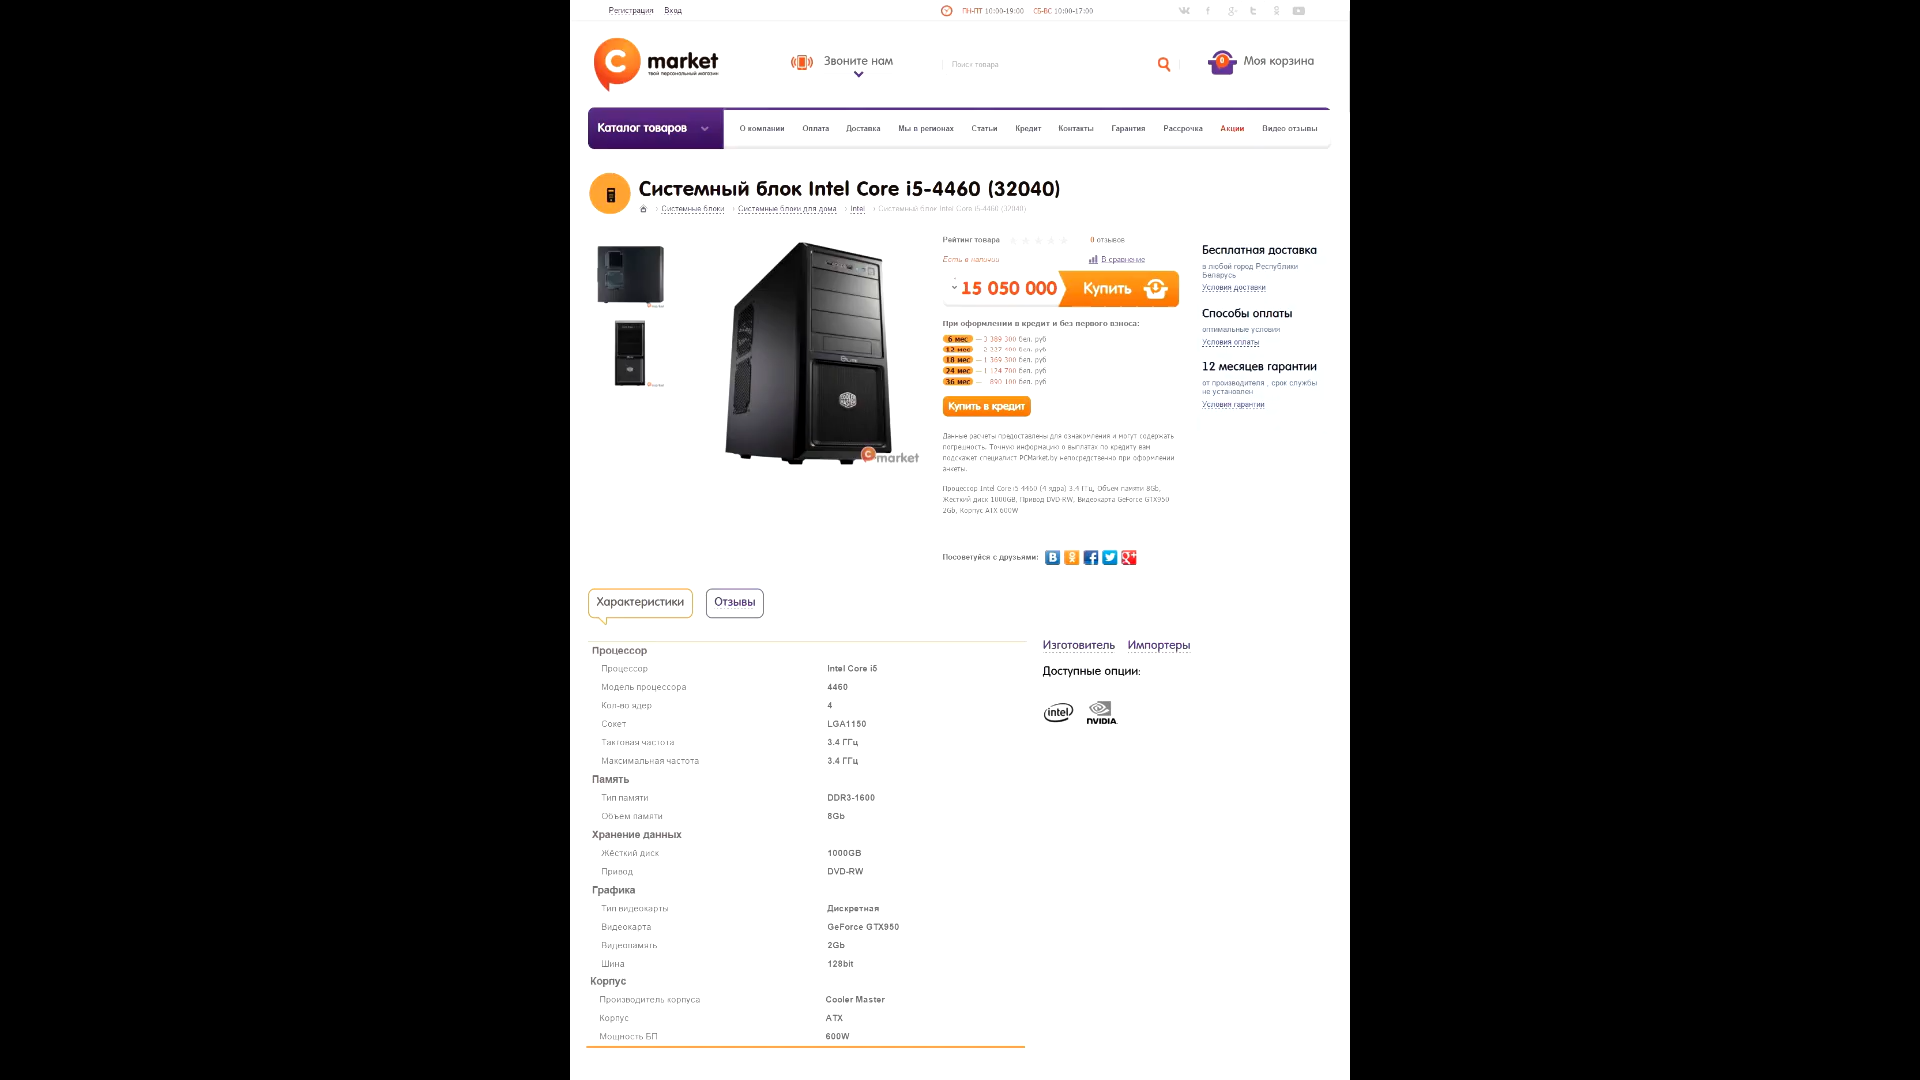 Регистрация Вход
ПН-ПТ 10:00-19:00 СБ-ВС 10:00-17:00
C market
твой персональный магазин
Звоните нам
Поиск товара
0 Моя корзина
Каталог товаров
О компании Оплата Доставка Мы в регионах Статьи Кредит Контакты Гарантия Рассрочка Акции Видео отзывы
Системный блок Intel Core i5-4460 (32040)
Системные блоки Системные блоки для дома Intel Системный блок Intel Core i5-4460 (32040)
Рейтинг товара 0 отзывов
Есть в наличии В сравнение
15 050 000 Купить
При оформлении в кредит и без первого взноса:
6 мес — 3 389 300 бел. руб
12 мес — 2 227 400 бел. руб
18 мес — 1 369 300 бел. руб
24 мес — 1 124 700 бел. руб
36 мес — 890 100 бел. руб
Купить в кредит
Данные расчеты предоставлены для ознакомления и могут содержать
погрешность. Точную информацию о выплатах по кредиту вам
подскажет специалист PCMarket.by непосредственно при оформлении
анкеты.
Процессор Intel Core i5 4460 (4 ядра) 3.4 ГГц, Объем памяти 8Gb,
Жесткий диск 1000GB, Привод DVD-RW, Видеокарта GeForce GTX950
2Gb, Корпус ATX 600W
Посоветуйся с друзьями:
Бесплатная доставка
в любой город Республики
Беларусь
Условия доставки
Способы оплаты
оптимальные условия
Условия оплаты
12 месяцев гарантии
от производителя , срок службы
не установлен
Условия гарантии
C market
Характеристики Отзывы
Процессор
Процессор Intel Core i5
Модель процессора 4460
Кол-во ядер 4
Сокет LGA1150
Тактовая частота 3.4 ГГц
Максимальная частота 3.4 ГГц
Память
Тип памяти DDR3-1600
Объем памяти 8Gb
Хранение данных
Жёсткий диск 1000GB
Привод DVD-RW
Графика
Тип видеокарты Дискретная
Видеокарта GeForce GTX950
Видеопамять 2Gb
Шина 128bit
Корпус
Производитель корпуса Cooler Master
Корпус ATX
Мощность БП 600W
Изготовитель Импортеры
Доступные опции:
intel NVIDIA